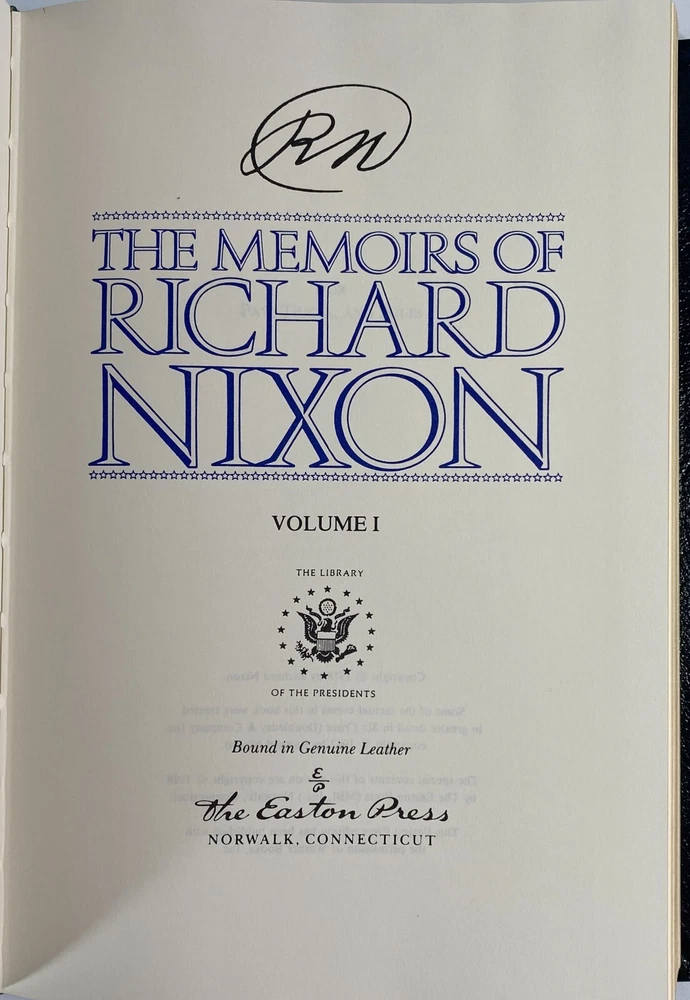 RN
THE MEMOIRS OF
RICHARD
NIXON
VOLUME I
THE LIBRARY
OF THE PRESIDENTS
Bound in Genuine Leather
E
P
The Easton Press
NORWALK, CONNECTICUT